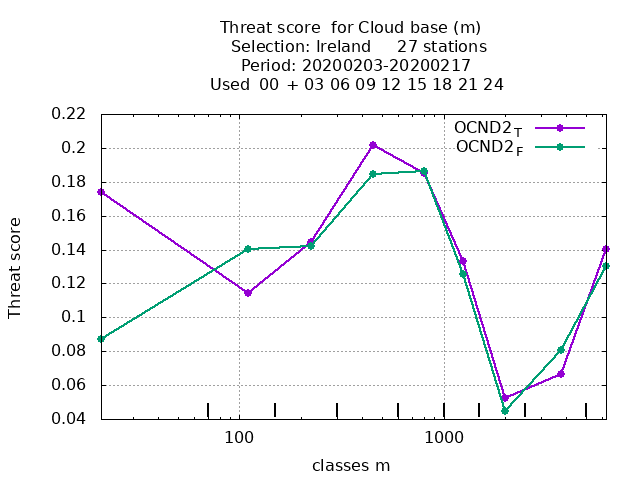 Threat score  for Cloud base (m)
Selection: Ireland     27 stations
Period: 20200203-20200217
Used  00 + 03 06 09 12 15 18 21 24
OCND2T
OCND2F
0.22
0.2
0.18
0.16
0.14
0.12
0.1
0.08
0.06
0.04
Threat score
100
1000
classes m